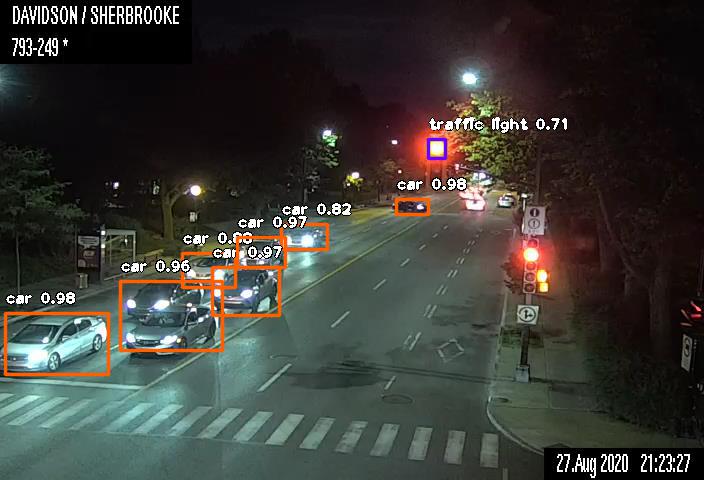 DAVIDSON / SHERBROOKE
793-249 *
traffic light 0.71
car 0.98
car 0.82
car 0.97
car 0.97
car 0.96
car 0.98
27.Aug 2020 21:23:27